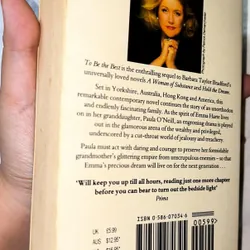 To Be the Best is the enthralling sequel to Barbara Taylor Bradford's
universally loved novels A Woman of Substance and Hold the Dream.
Set in Yorkshire, Australia, Hong Kong and America, this
remarkable contemporary novel continues the story of an unorthodox
and endlessly fascinating family. As the spirit of Emma Harte lives
on in her granddaughter, Paula O'Neill, an engrossing drama is played
out in the glamorous arena of the wealthy and privileged,
underscored by a cut-throat world of jealousy and treachery.
Paula must act with daring and courage to preserve her formidable
grandmother's glittering empire from unscrupulous enemies – so that
Emma's precious dream will live on for the next generation . . .
'Will keep you up till all hours, reading just one more chapter
before you can bear to turn out the bedside light'
Prima
ISBN 0-586-07034-6
00599>
UK £5.99
AUS $12.95*
NZ